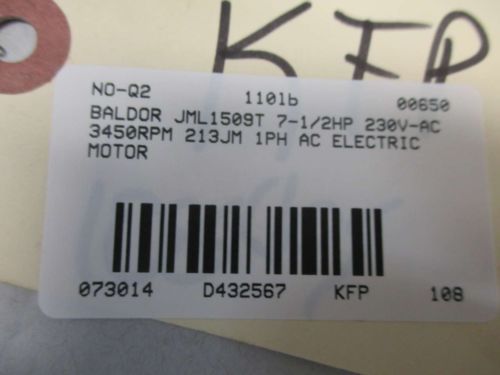 KFP
NO-Q2 110lb 00650
BALDOR JML1509T 7-1/2HP 230V-AC
3450RPM 213JM 1PH AC ELECTRIC
MOTOR
073014 D432567 KFP 108